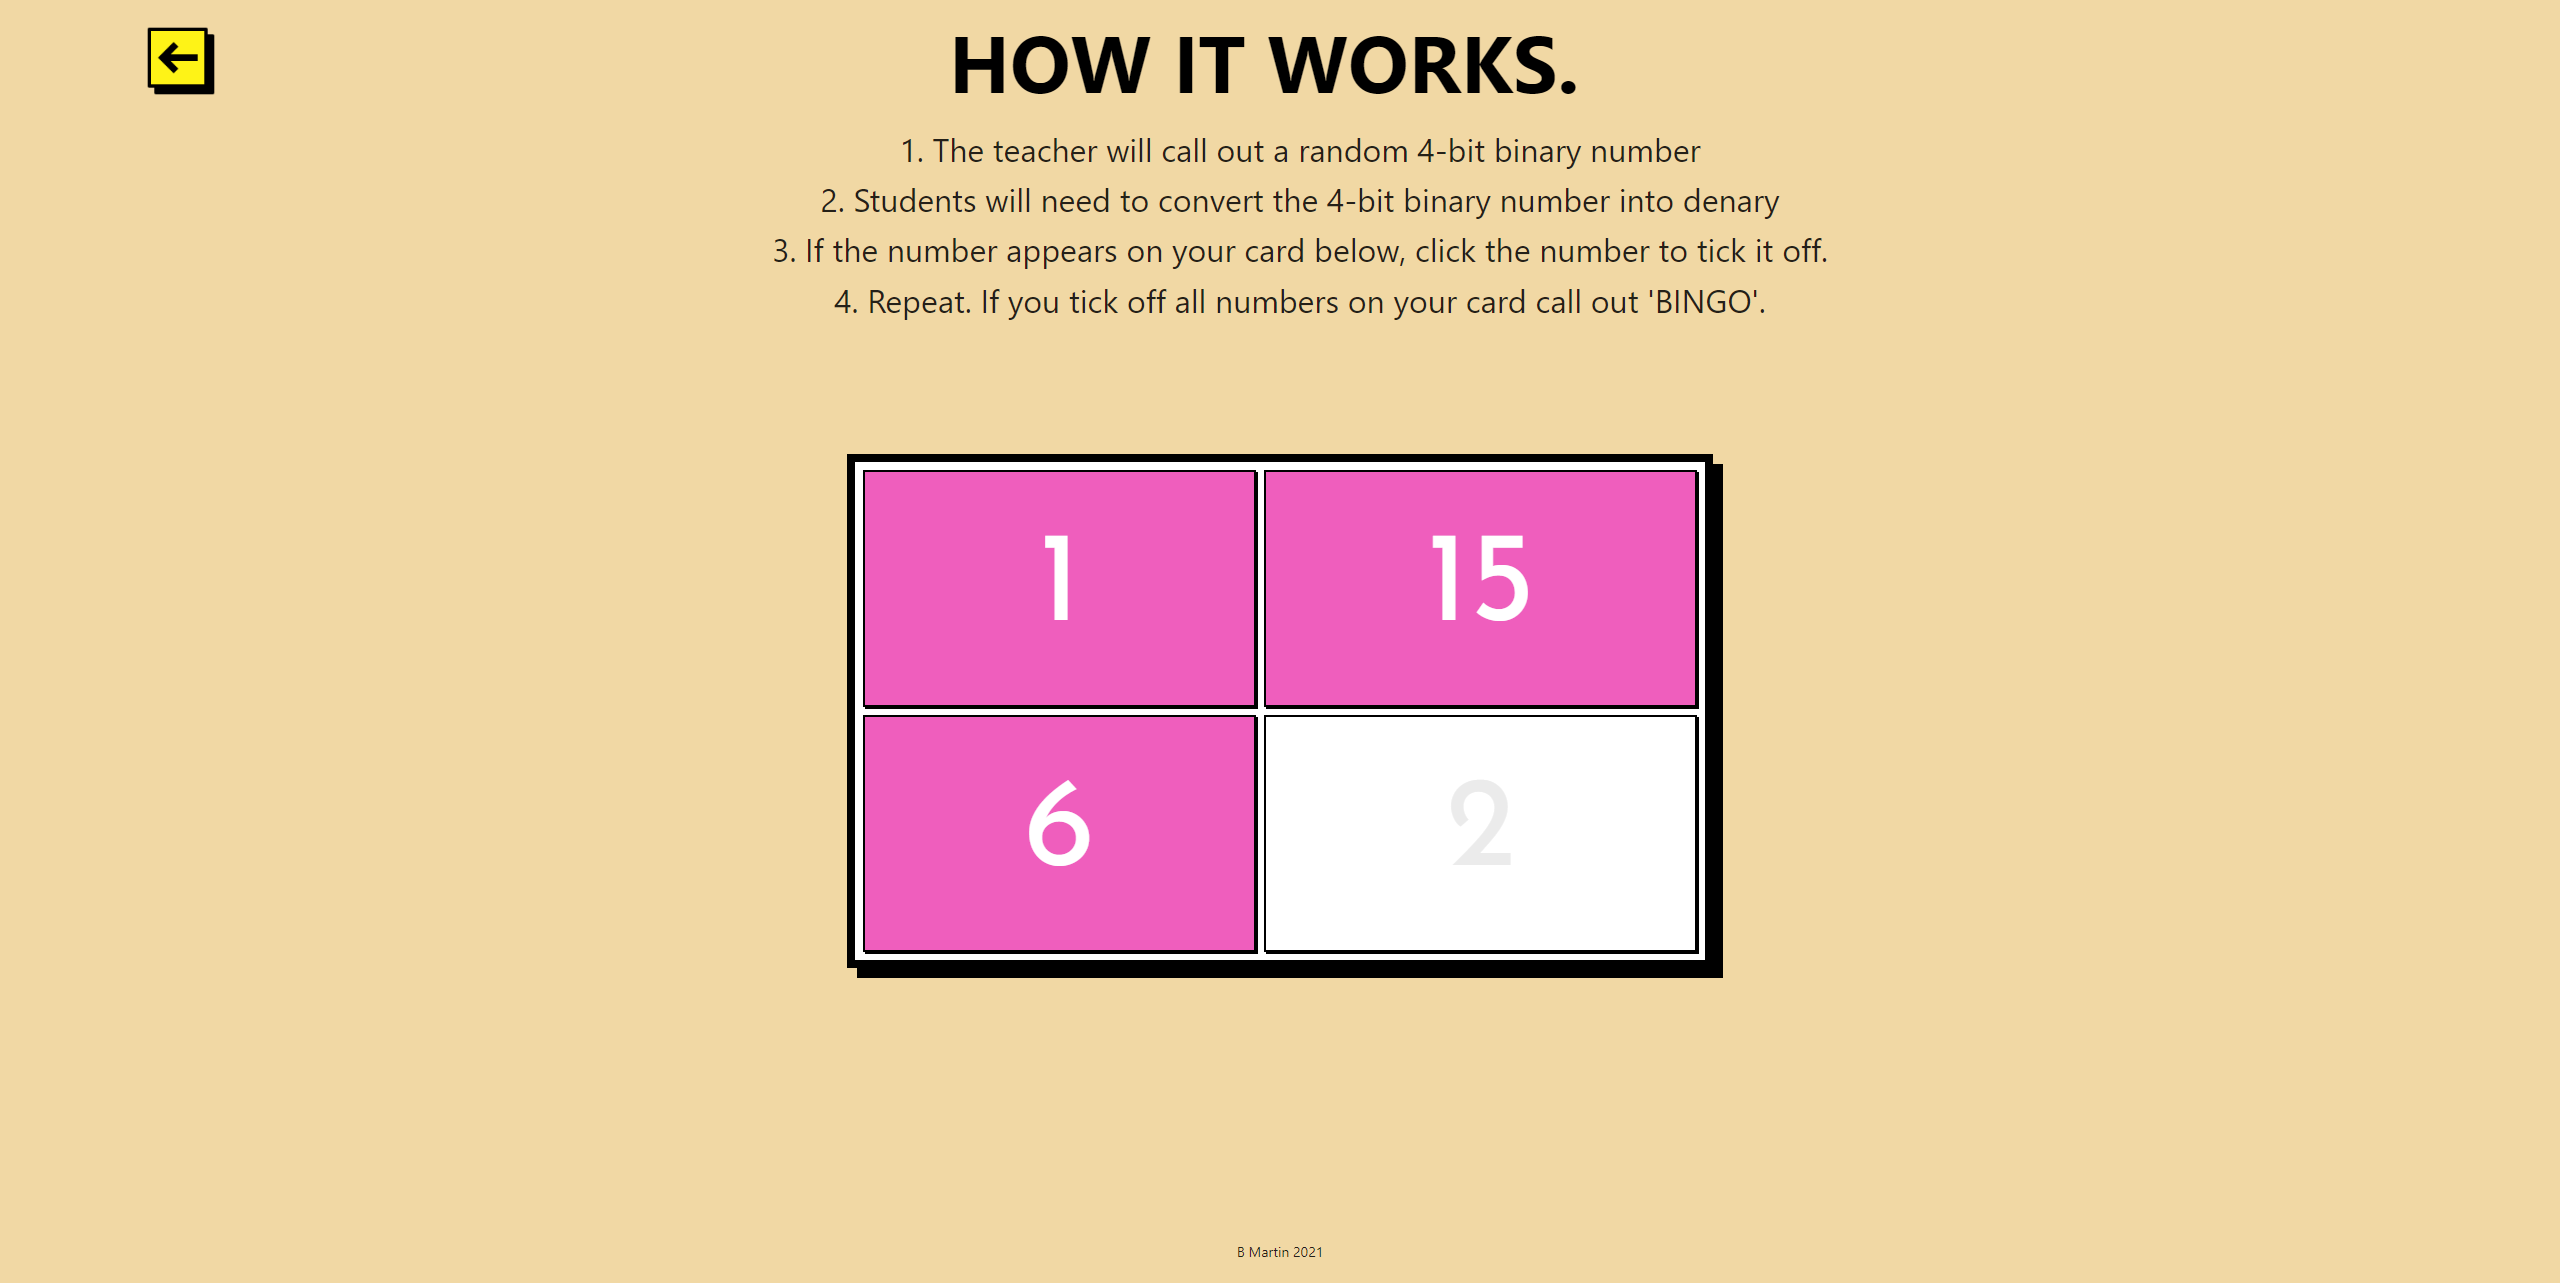 HOW IT WORKS.
1. The teacher will call out a random 4-bit binary number
2. Students will need to convert the 4-bit binary number into denary
3. If the number appears on your card below, click the number to tick it off.
4. Repeat. If you tick off all numbers on your card call out 'BINGO'.
1 15
6 2
B Martin 2021